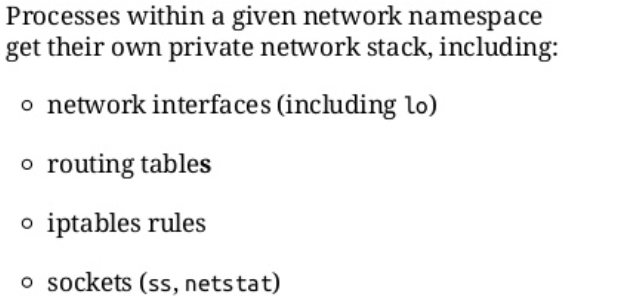 Processes within a given network namespace
get their own private network stack, including:
○ network interfaces (including lo)
○ routing tables
○ iptables rules
○ sockets (ss, netstat)